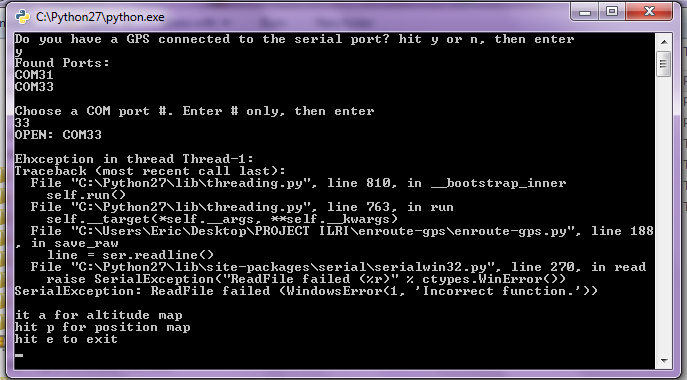 C:\Python27\python.exe
Do you have a GPS connected to the serial port? hit y or n, then enter
y
Found Ports:
COM31
COM33
Choose a COM port #. Enter # only, then enter
33
OPEN: COM33
Ehxception in thread Thread-1:
Traceback (most recent call last):
File "C:\Python27\lib\threading.py", line 810, in __bootstrap_inner
self.run()
File "C:\Python27\lib\threading.py", line 763, in run
self.__target(*self.__args, **self.__kwargs)
File "C:\Users\Eric\Desktop\PROJECT ILRI\enroute-gps\enroute-gps.py", line 188
, in save_raw
line = ser.readline()
File "C:\Python27\lib\site-packages\serial\serialwin32.py", line 270, in read
raise SerialException("ReadFile failed (%r)" % ctypes.WinError())
SerialException: ReadFile failed (WindowsError(1, 'Incorrect function.'))
it a for altitude map
hit p for position map
hit e to exit